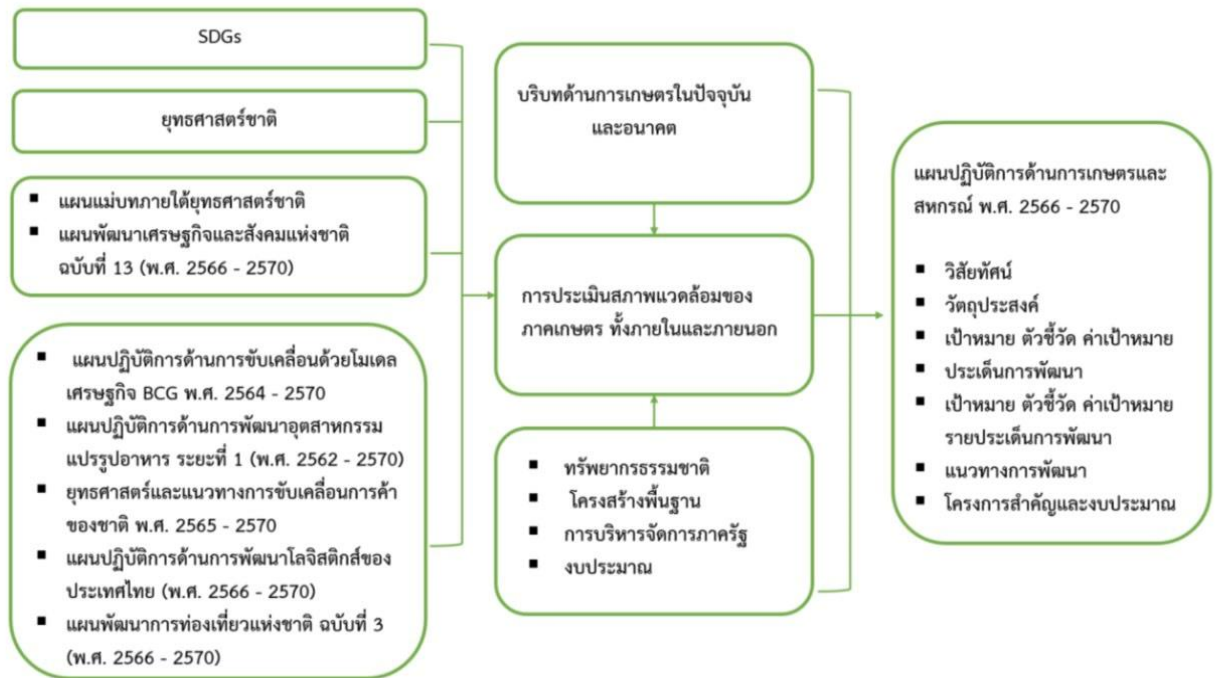 SDGs
ยุทธศาสตร์ชาติ
▪ แผนแม่บทภายใต้ยุทธศาสตร์ชาติ
▪ แผนพัฒนาเศรษฐกิจและสังคมแห่งชาติ
ฉบับที่ 13 (พ.ศ. 2566 - 2570)
▪ แผนปฏิบัติการด้านการขับเคลื่อนด้วยโมเดล
เศรษฐกิจ BCG พ.ศ. 2564 - 2570
▪ แผนปฏิบัติการด้านการพัฒนาอุตสาหกรรม
แปรรูปอาหาร ระยะที่ 1 (พ.ศ. 2562 - 2570)
▪ ยุทธศาสตร์และแนวทางการขับเคลื่อนการค้า
ของชาติ พ.ศ. 2565 - 2570
▪ แผนปฏิบัติการด้านการพัฒนาโลจิสติกส์ของ
ประเทศไทย (พ.ศ. 2566 - 2570)
▪ แผนพัฒนาการท่องเที่ยวแห่งชาติ ฉบับที่ 3
(พ.ศ. 2566 - 2570)
บริบทด้านการเกษตรในปัจจุบัน
และอนาคต
การประเมินสภาพแวดล้อมของ
ภาคเกษตร ทั้งภายในและภายนอก
▪ ทรัพยากรธรรมชาติ
▪ โครงสร้างพื้นฐาน
▪ การบริหารจัดการภาครัฐ
▪ งบประมาณ
แผนปฏิบัติการด้านการเกษตรและ
สหกรณ์ พ.ศ. 2566 - 2570
▪ วิสัยทัศน์
▪ วัตถุประสงค์
▪ เป้าหมาย ตัวชี้วัด ค่าเป้าหมาย
▪ ประเด็นการพัฒนา
▪ เป้าหมาย ตัวชี้วัด ค่าเป้าหมาย
รายประเด็นการพัฒนา
▪ แนวทางการพัฒนา
▪ โครงการสำคัญและงบประมาณ